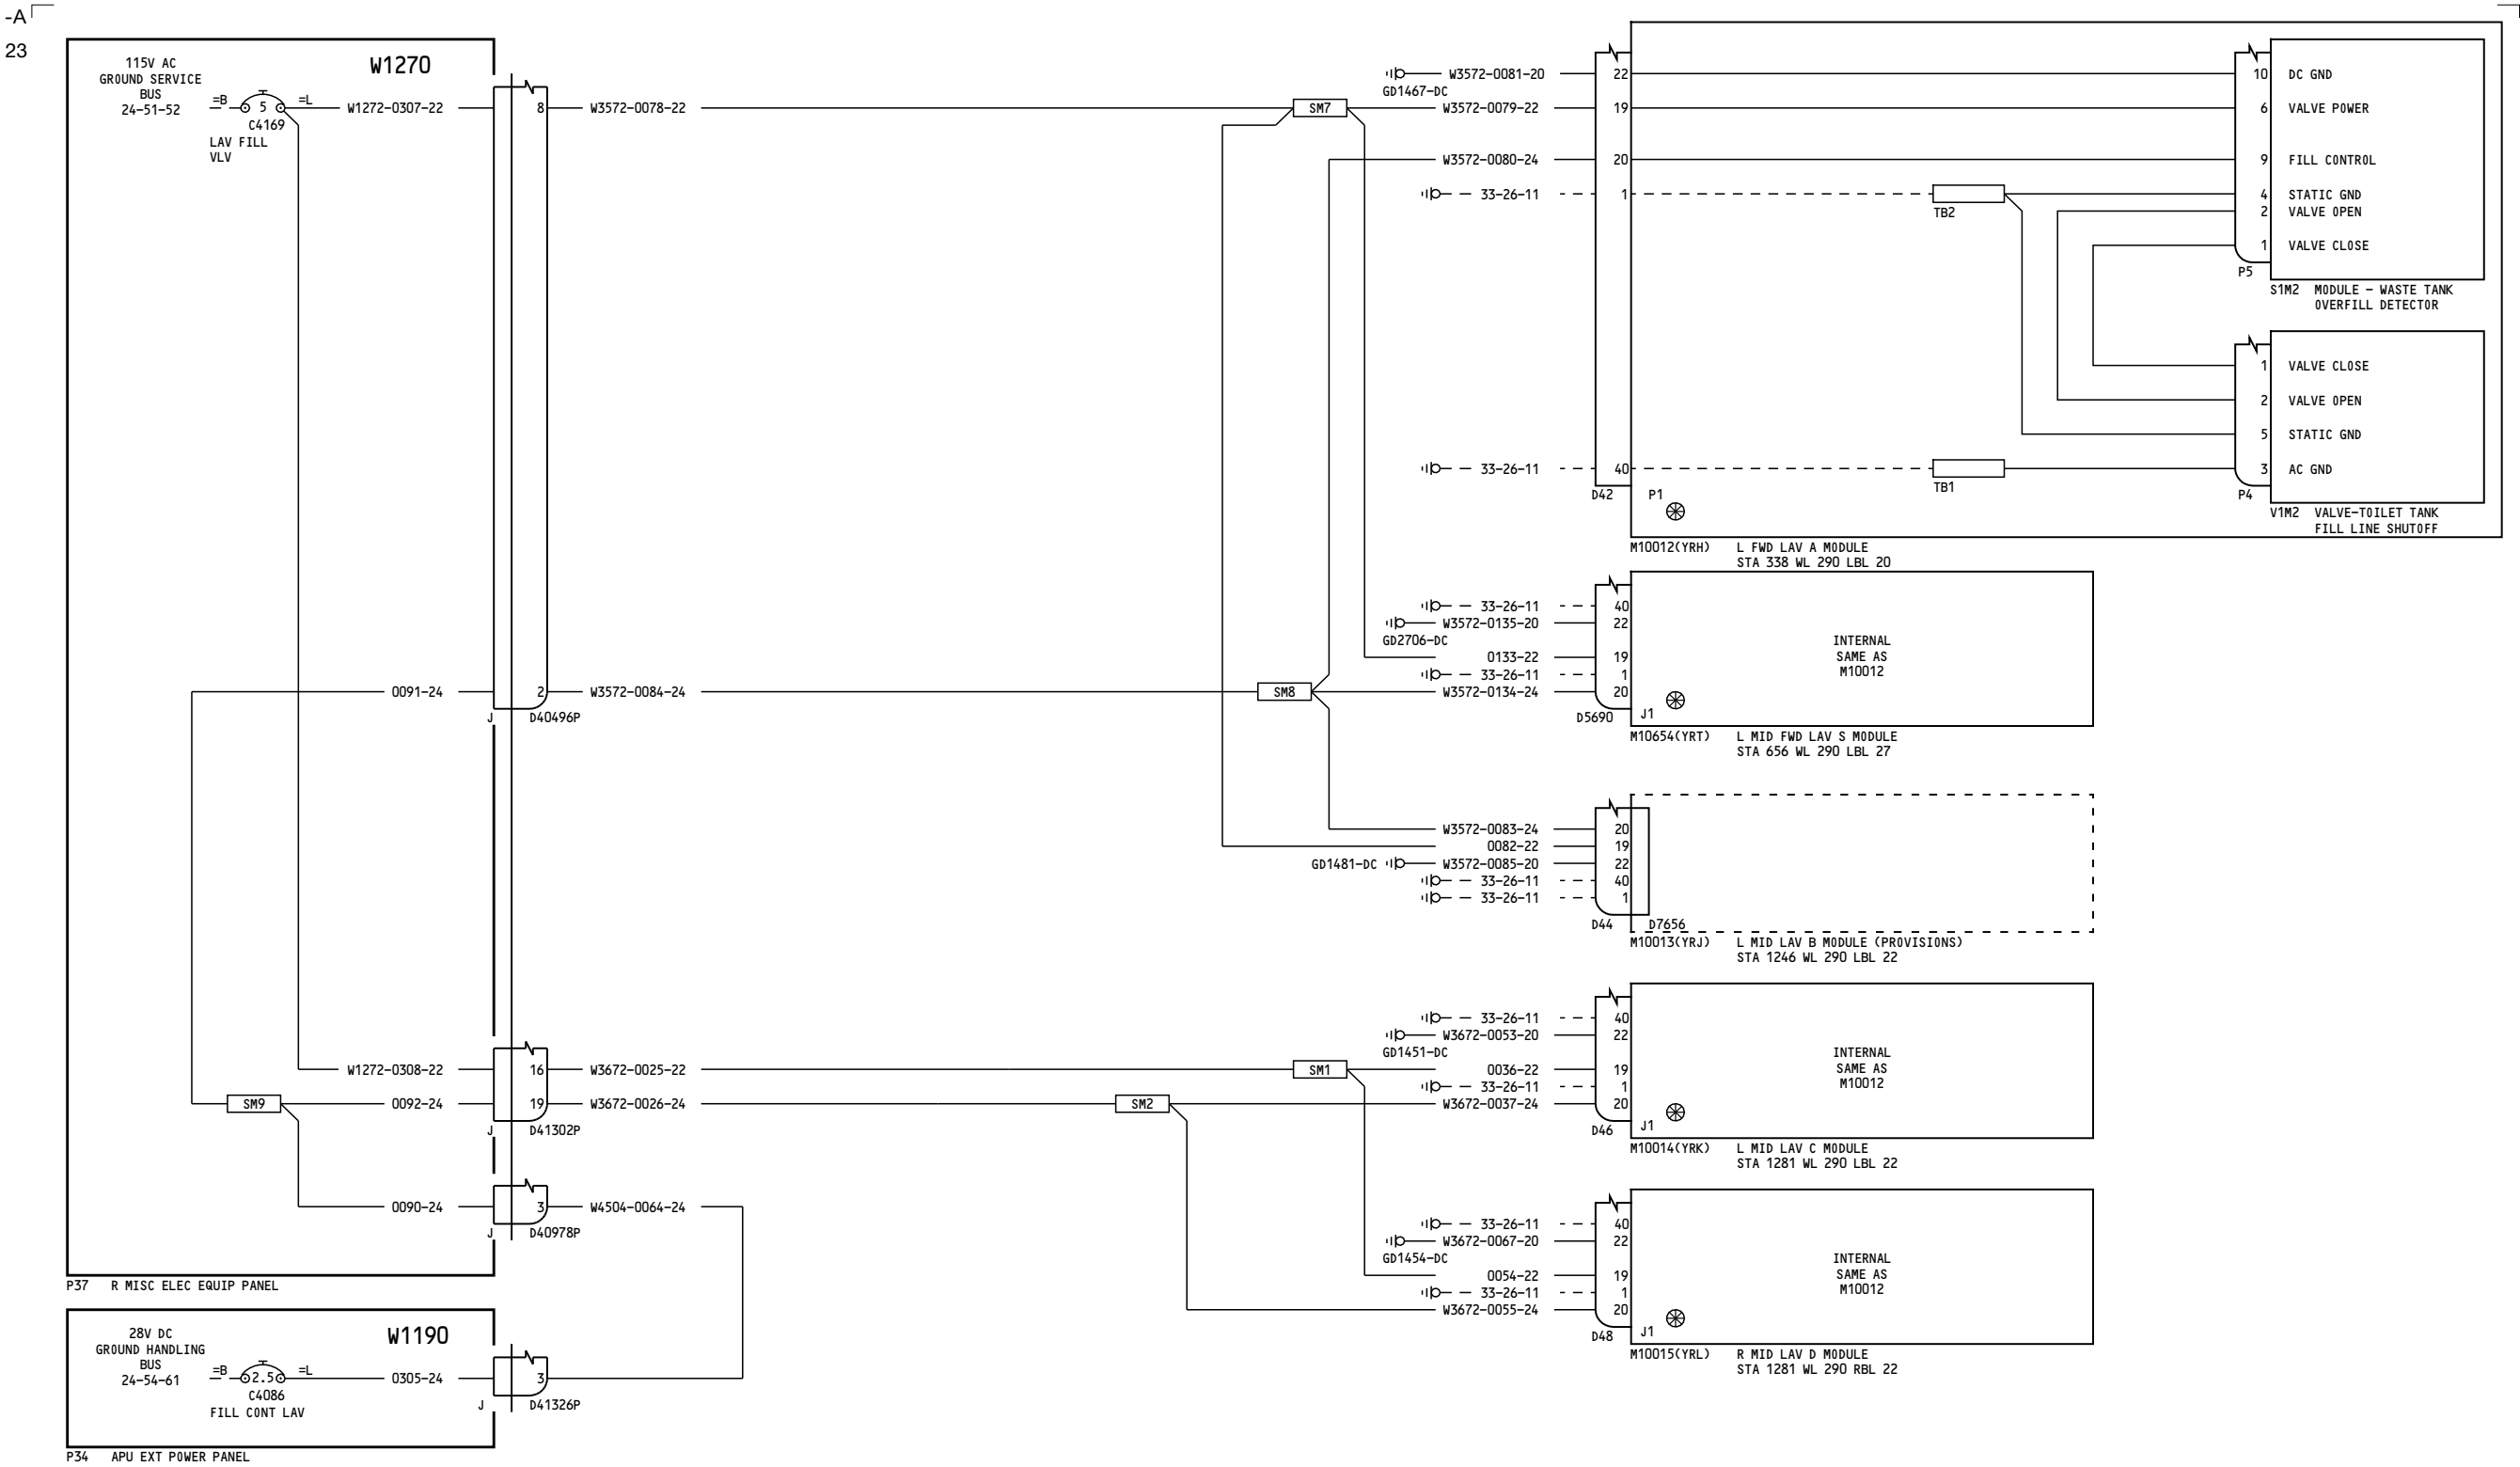 -A
23
115V AC
GROUND SERVICE
BUS
24-51-52
W1270
=B
5
=L
C4169
LAV FILL
VLV
W1272-0307-22
8
W3572-0078-22
SM7
0091-24
2
W3572-0084-24
SM8
J
D40496P
W1272-0308-22
16
W3672-0025-22
SM1
SM9
0092-24
19
W3672-0026-24
SM2
J
D41302P
0090-24
3
W4504-0064-24
J
D40978P
P37 R MISC ELEC EQUIP PANEL
28V DC
GROUND HANDLING
BUS
24-54-61
W1190
=B
2.5
=L
C4086
FILL CONT LAV
0305-24
3
J
D41326P
P34 APU EXT POWER PANEL
W3572-0081-20
22
GD1467-DC
W3572-0079-22
19
W3572-0080-24
20
33-26-11
1
TB2
33-26-11
40
TB1
D42
P1
10 DC GND
6 VALVE POWER
9 FILL CONTROL
4 STATIC GND
2 VALVE OPEN
1 VALVE CLOSE
P5
S1M2 MODULE - WASTE TANK
OVERFILL DETECTOR
1 VALVE CLOSE
2 VALVE OPEN
5 STATIC GND
3 AC GND
P4
V1M2 VALVE-TOILET TANK
FILL LINE SHUTOFF
M10012(YRH) L FWD LAV A MODULE
STA 338 WL 290 LBL 20
33-26-11 40
W3572-0135-20 22
GD2706-DC
0133-22 19
33-26-11 1
W3572-0134-24 20
D5690
J1
INTERNAL
SAME AS
M10012
M10654(YRT) L MID FWD LAV S MODULE
STA 656 WL 290 LBL 27
W3572-0083-24 20
0082-22 19
GD1481-DC W3572-0085-20 22
33-26-11 40
33-26-11 1
D44 D7656
M10013(YRJ) L MID LAV B MODULE (PROVISIONS)
STA 1246 WL 290 LBL 22
33-26-11 40
W3672-0053-20 22
GD1451-DC
0036-22 19
33-26-11 1
W3672-0037-24 20
D46
J1
INTERNAL
SAME AS
M10012
M10014(YRK) L MID LAV C MODULE
STA 1281 WL 290 LBL 22
33-26-11 40
W3672-0067-20 22
GD1454-DC
0054-22 19
33-26-11 1
W3672-0055-24 20
D48
J1
INTERNAL
SAME AS
M10012
M10015(YRL) R MID LAV D MODULE
STA 1281 WL 290 RBL 22